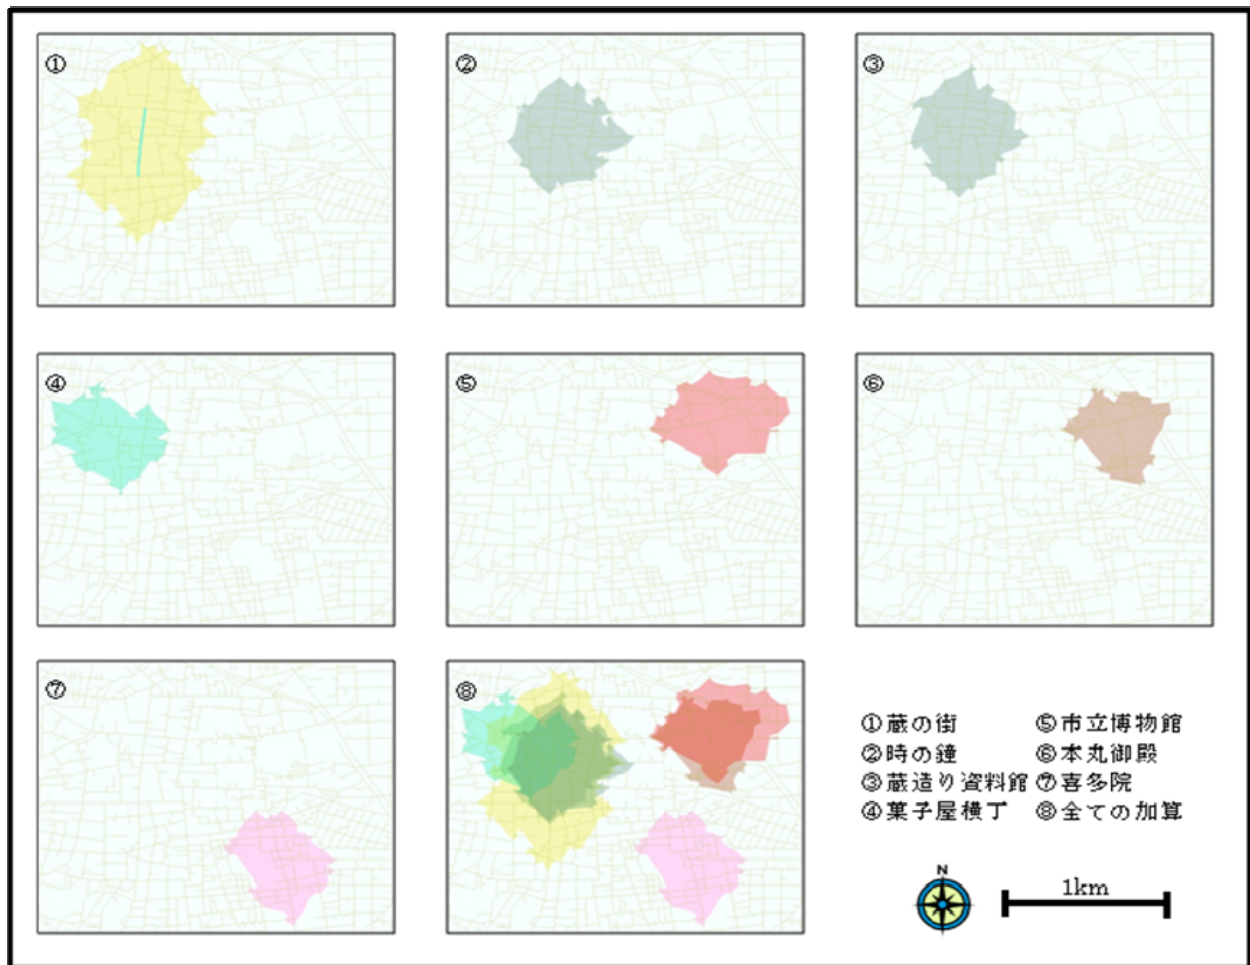 ①
②
③
④
⑤
⑥
⑦
⑧
①蔵の街 ⑤市立博物館
②時の鐘 ⑥本丸御殿
③蔵造り資料館 ⑦喜多院
④菓子屋横丁 ⑧全ての加算
N
1km